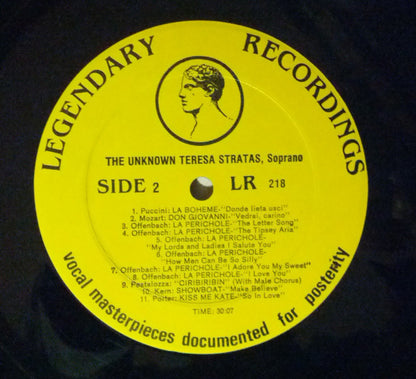 LEGENDARY RECORDINGS
THE UNKNOWN TERESA STRATAS, Soprano
SIDE 2 LR 218
1. Puccini: LA BOHEME-"Donde lieta usci"
2. Mozart: DON GIOVANNI-"Vedrai, carino"
3. Offenbach: LA PERICHOLE-"The Letter Song"
4. Offenbach: LA PERICHOLE-"The Tipsey Aria"
5. Offenbach: LA PERICHOLE-
"My Lords and Ladies I Salute You"
6. Offenbach: LA PERICHOLE-
"How Men Can Be So Silly"
7. Offenbach: LA PERICHOLE-"I Adore You My Sweet"
8. Offenbach: LA PERICHOLE-"I Love You"
9. Pestalozza: "CIRIBIRIBIN" (With Male Chorus)
10. Kern: SHOWBOAT-"Make Believe"
11. Porter: KISS ME KATE-"So In Love"
TIME: 30:07
vocal masterpieces documented for posterity